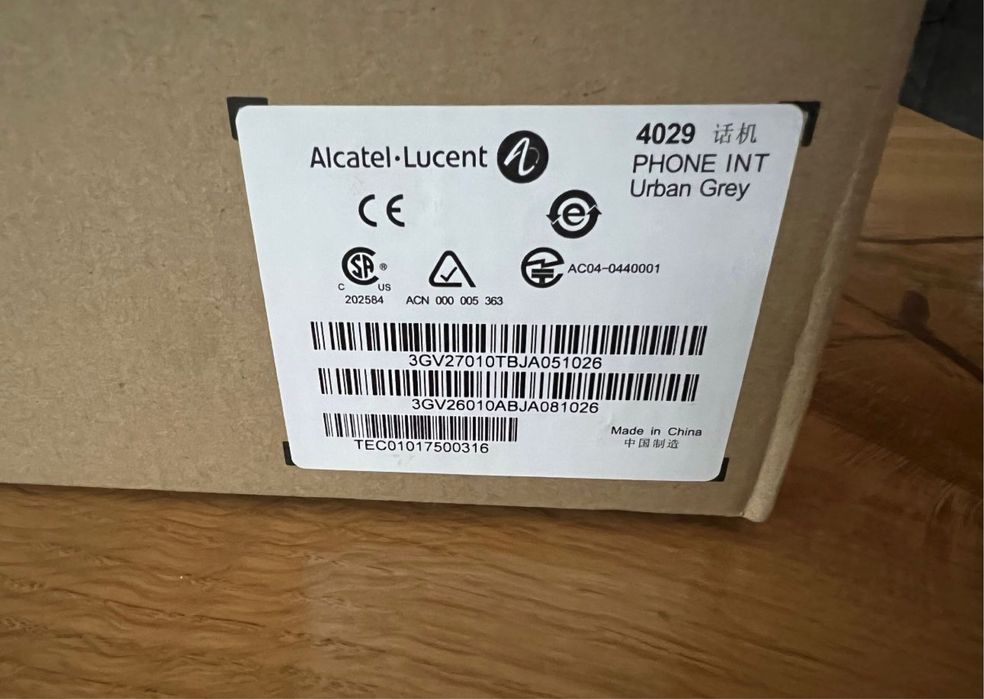 Alcatel·Lucent
4029 话机
PHONE INT
Urban Grey
CE
SA ®
C US
202584
ACN 000 005 363
AC04-0440001
3GV27010TBJA051026
3GV26010ABJA081026
TEC01017500316
Made in China
中国制造